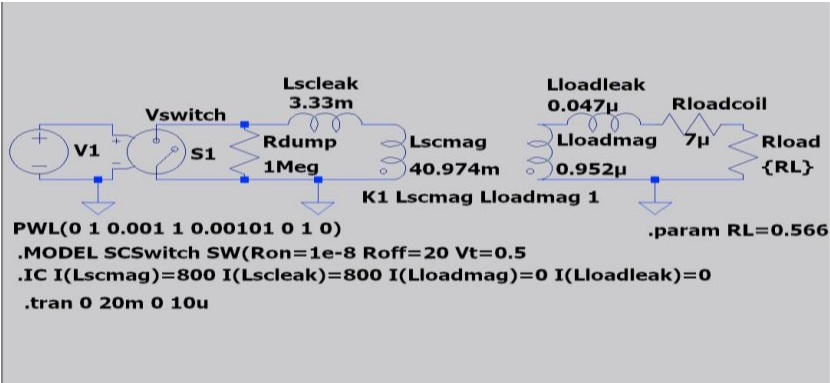 Lscleak
3.33m
Lloadleak
0.047µ
Rloadcoil
7µ
Vswitch
V1
S1
Rdump
1Meg
Lscmag
40.974m
Lloadmag
0.952µ
Rload
{RL}
K1 Lscmag Lloadmag 1
PWL(0 1 0.001 1 0.00101 0 1 0)
.param RL=0.566
.MODEL SCSwitch SW(Ron=1e-8 Roff=20 Vt=0.5
.IC I(Lscmag)=800 I(Lscleak)=800 I(Lloadmag)=0 I(Lloadleak)=0
.tran 0 20m 0 10u